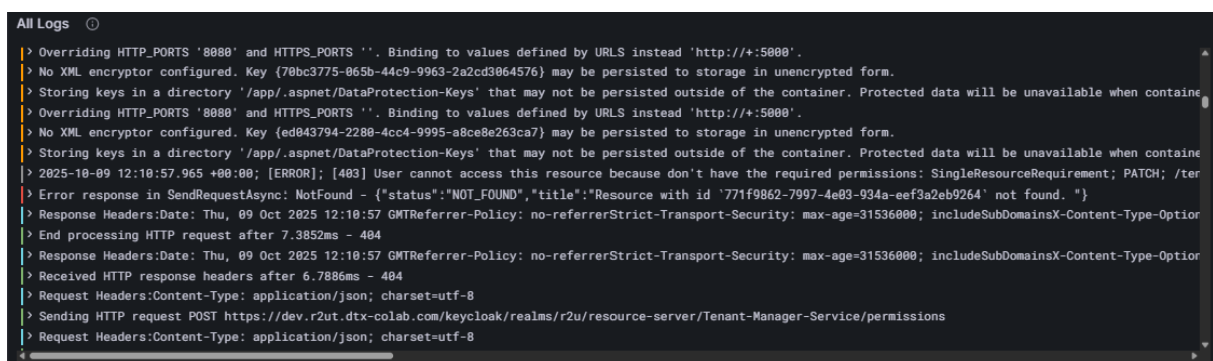 All Logs
> Overriding HTTP_PORTS '8080' and HTTPS_PORTS ''. Binding to values defined by URLS instead 'http://+:5000'.
> No XML encryptor configured. Key {70bc3775-065b-44c9-9963-2a2cd3064576} may be persisted to storage in unencrypted form.
> Storing keys in a directory '/app/.aspnet/DataProtection-Keys' that may not be persisted outside of the container. Protected data will be unavailable when containe
> Overriding HTTP_PORTS '8080' and HTTPS_PORTS ''. Binding to values defined by URLS instead 'http://+:5000'.
> No XML encryptor configured. Key {ed043794-2280-4cc4-9995-a8ce8e263ca7} may be persisted to storage in unencrypted form.
> Storing keys in a directory '/app/.aspnet/DataProtection-Keys' that may not be persisted outside of the container. Protected data will be unavailable when containe
> 2025-10-09 12:10:57.965 +00:00; [ERROR]; [403] User cannot access this resource because don't have the required permissions: SingleResourceRequirement; PATCH; /ten
> Error response in SendRequestAsync: NotFound - {"status":"NOT_FOUND","title":"Resource with id `771f9862-7997-4e03-934a-eef3a2eb9264` not found. "}
> Response Headers:Date: Thu, 09 Oct 2025 12:10:57 GMTReferrer-Policy: no-referrerStrict-Transport-Security: max-age=31536000; includeSubDomainsX-Content-Type-Option
> End processing HTTP request after 7.3852ms - 404
> Response Headers:Date: Thu, 09 Oct 2025 12:10:57 GMTReferrer-Policy: no-referrerStrict-Transport-Security: max-age=31536000; includeSubDomainsX-Content-Type-Option
> Received HTTP response headers after 6.7886ms - 404
> Request Headers:Content-Type: application/json; charset=utf-8
> Sending HTTP request POST https://dev.r2ut.dtx-colab.com/keycloak/realms/r2u/resource-server/Tenant-Manager-Service/permissions
> Request Headers:Content-Type: application/json; charset=utf-8